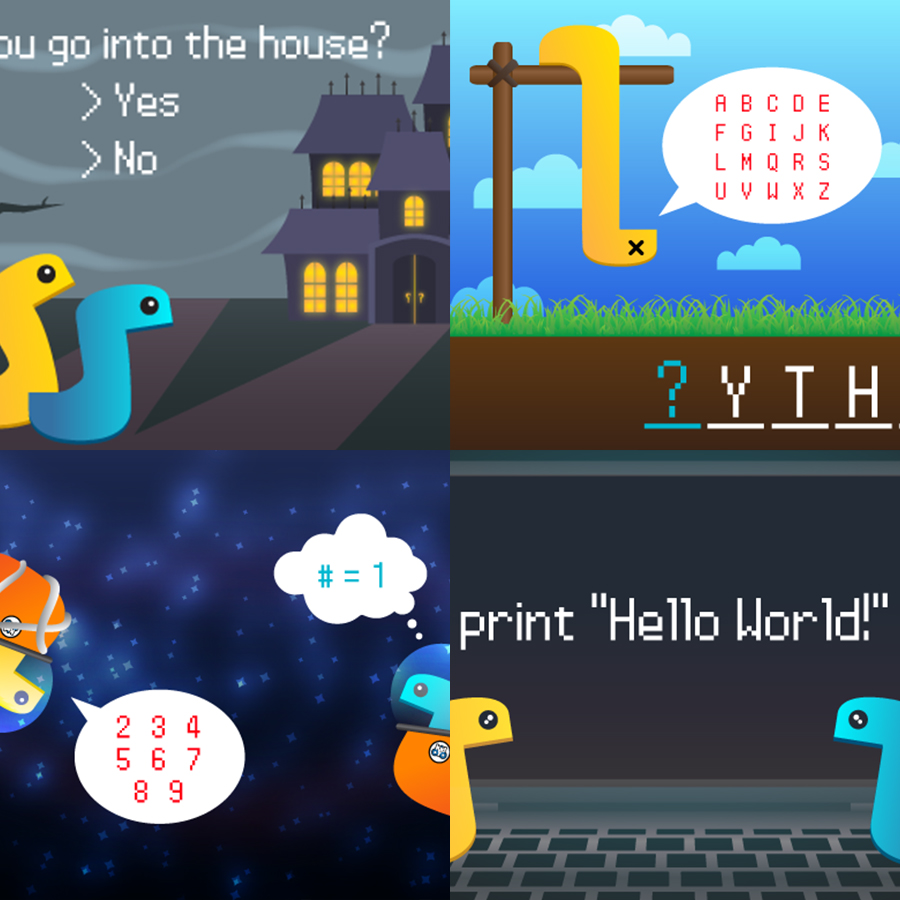 ou go into the house?
> Yes
> No
A B C D E
F G I J K
L M Q R S
U V W X Z
? Y T H
# = 1
2 3 4
5 6 7
8 9
print "Hello World!"